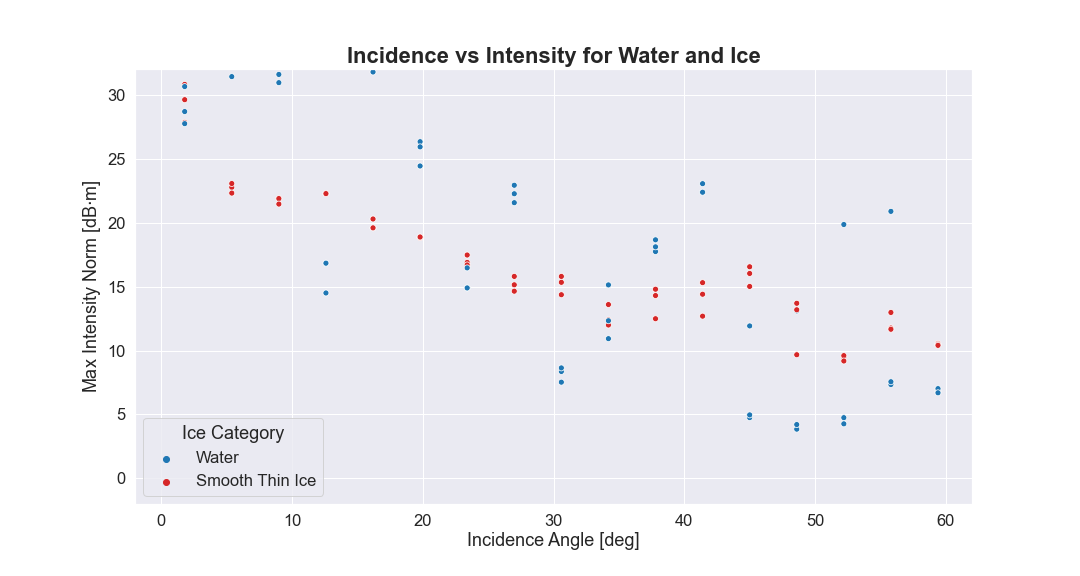 Incidence vs Intensity for Water and Ice
Max Intensity Norm [dB·m]
30
25
20
15
10
5
0
Ice Category
Water
Smooth Thin Ice
0 10 20 30 40 50 60
Incidence Angle [deg]